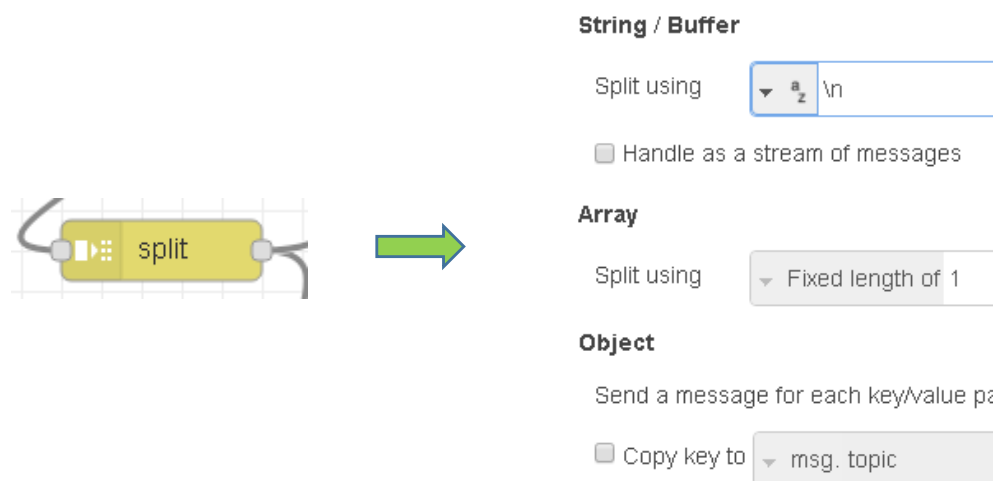 String / Buffer
Split using
\n
Handle as a stream of messages
split
Array
Split using
Fixed length of 1
Object
Send a message for each key/value pa
Copy key to
msg. topic